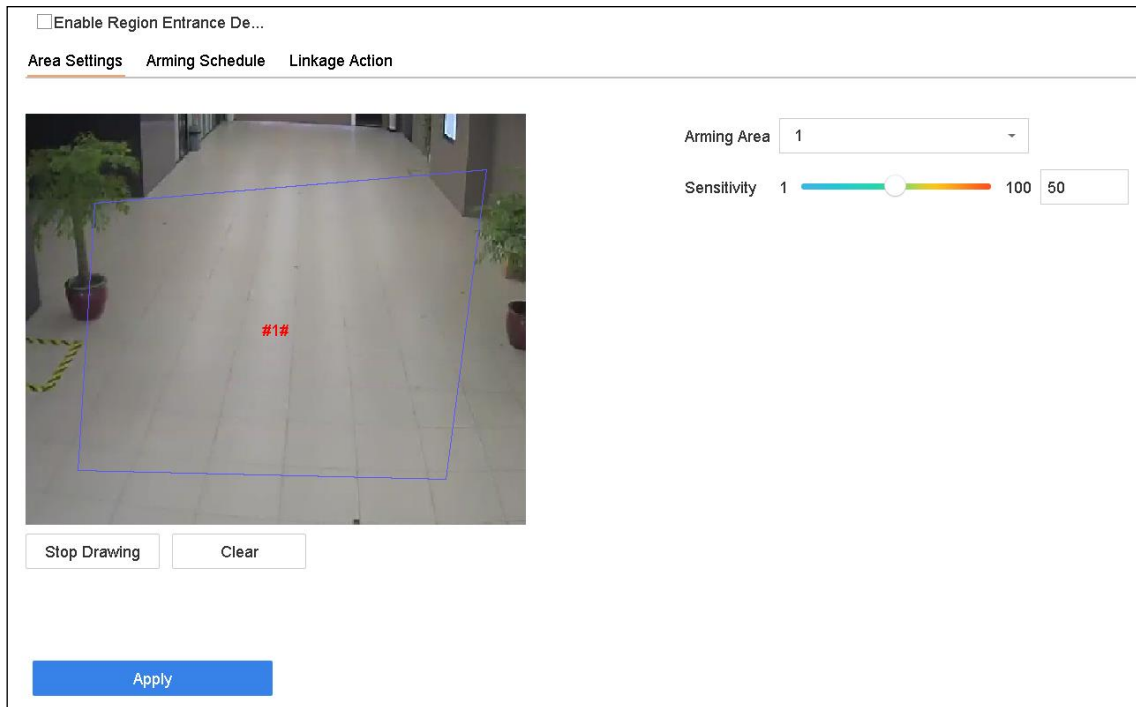 Enable Region Entrance De...
Area Settings Arming Schedule Linkage Action
Arming Area 1
Sensitivity 1 100 50
#1#
Stop Drawing Clear
Apply